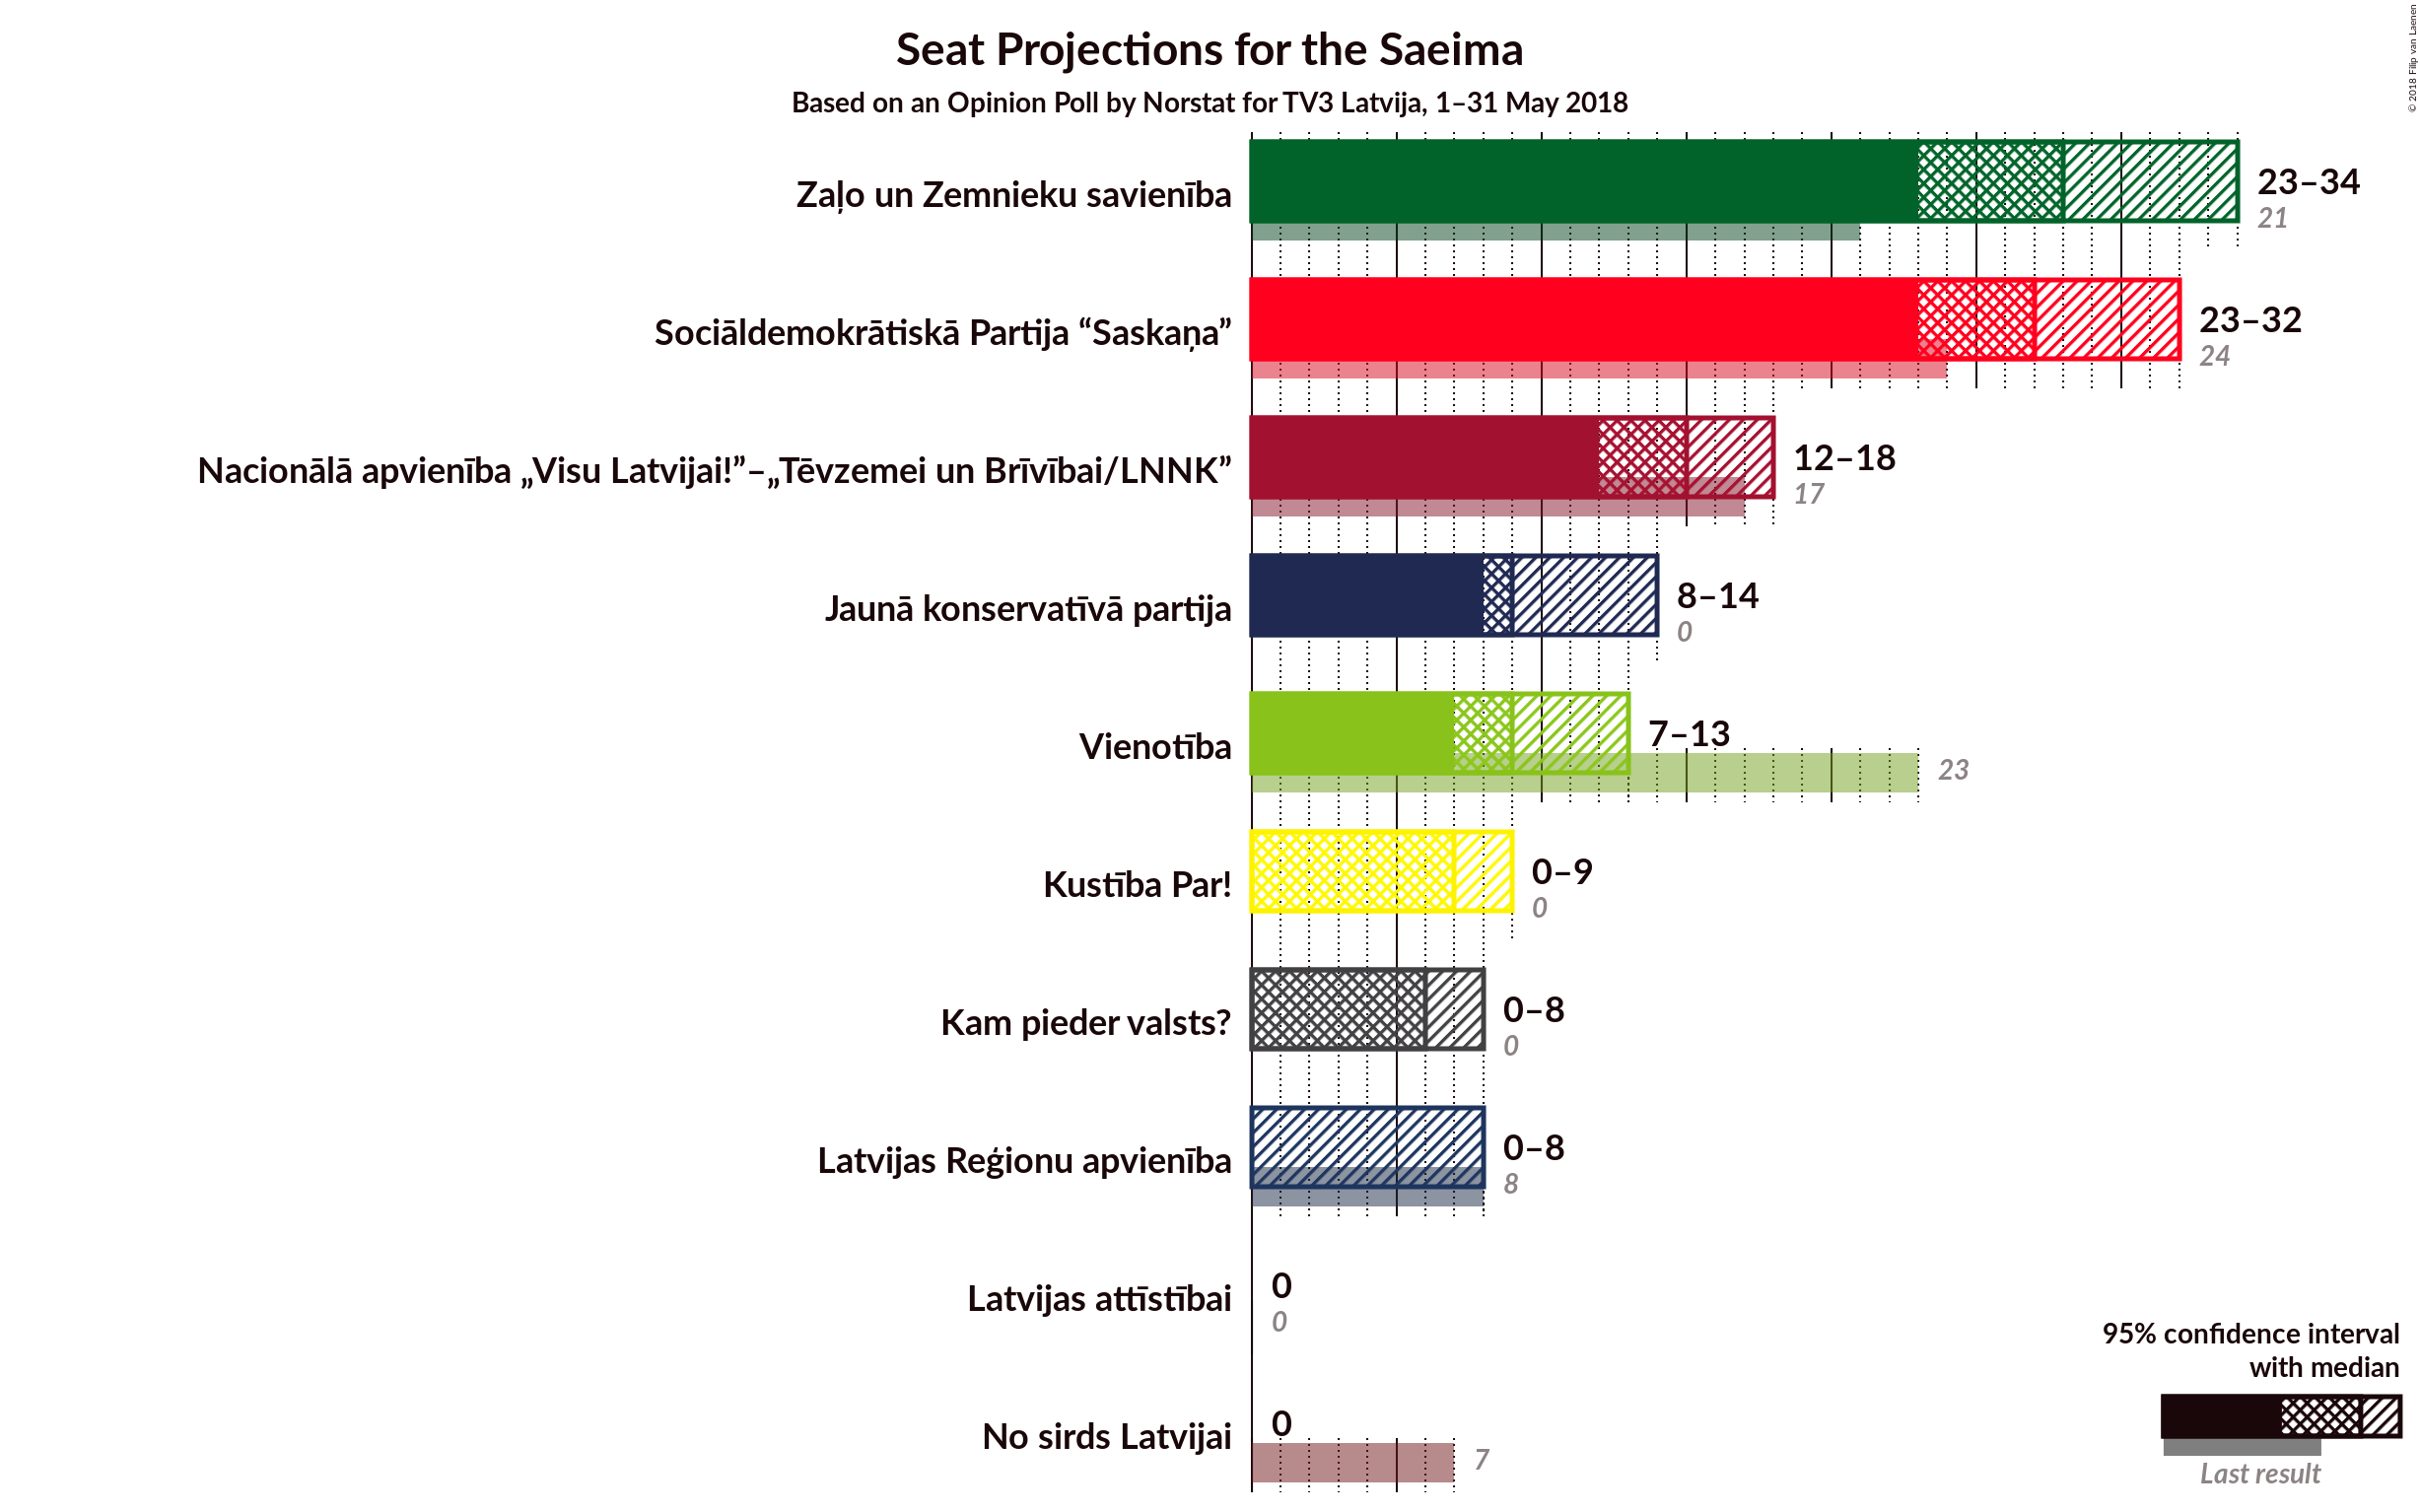 Seat Projections for the Saeima
Based on an Opinion Poll by Norstat for TV3 Latvija, 1–31 May 2018
© 2018 Filip van Laenen
Zaļo un Zemnieku savienība
23–34
21
Sociāldemokrātiskā Partija “Saskaņa”
23–32
24
Nacionālā apvienība „Visu Latvijai!”–„Tēvzemei un Brīvībai/LNNK”
12–18
17
Jaunā konservatīvā partija
8–14
0
Vienotība
7–13
23
Kustība Par!
0–9
0
Kam pieder valsts?
0–8
0
Latvijas Reģionu apvienība
0–8
8
Latvijas attīstībai
0
0
No sirds Latvijai
0
7
95% confidence interval
with median
Last result